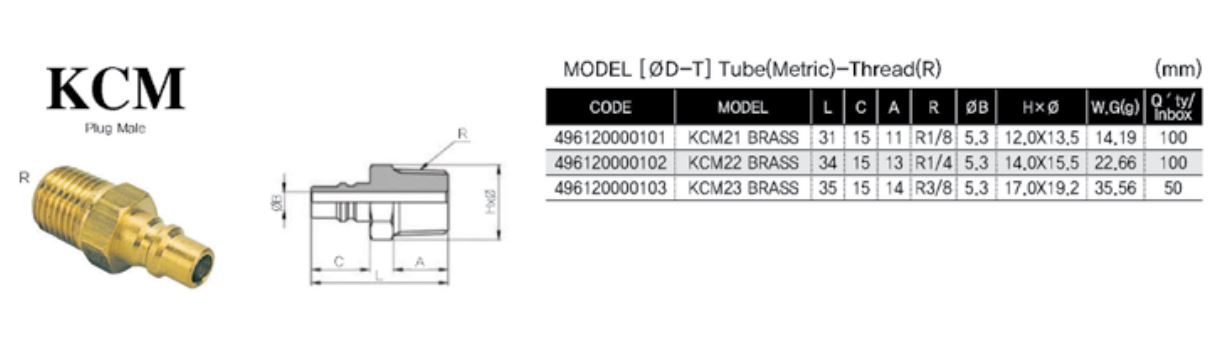 KCM
Plug Male
R
R
ØB
HxØ
C
A
L
MODEL [ØD-T] Tube(Metric)-Thread(R) (mm)
CODE MODEL L C A R ØB H×Ø W.G(g) Q´ty/Inbox
496120000101 KCM21 BRASS 31 15 11 R1/8 5.3 12.0X13.5 14.19 100
496120000102 KCM22 BRASS 34 15 13 R1/4 5.3 14.0X15.5 22.66 100
496120000103 KCM23 BRASS 35 15 14 R3/8 5.3 17.0X19.2 35.56 50